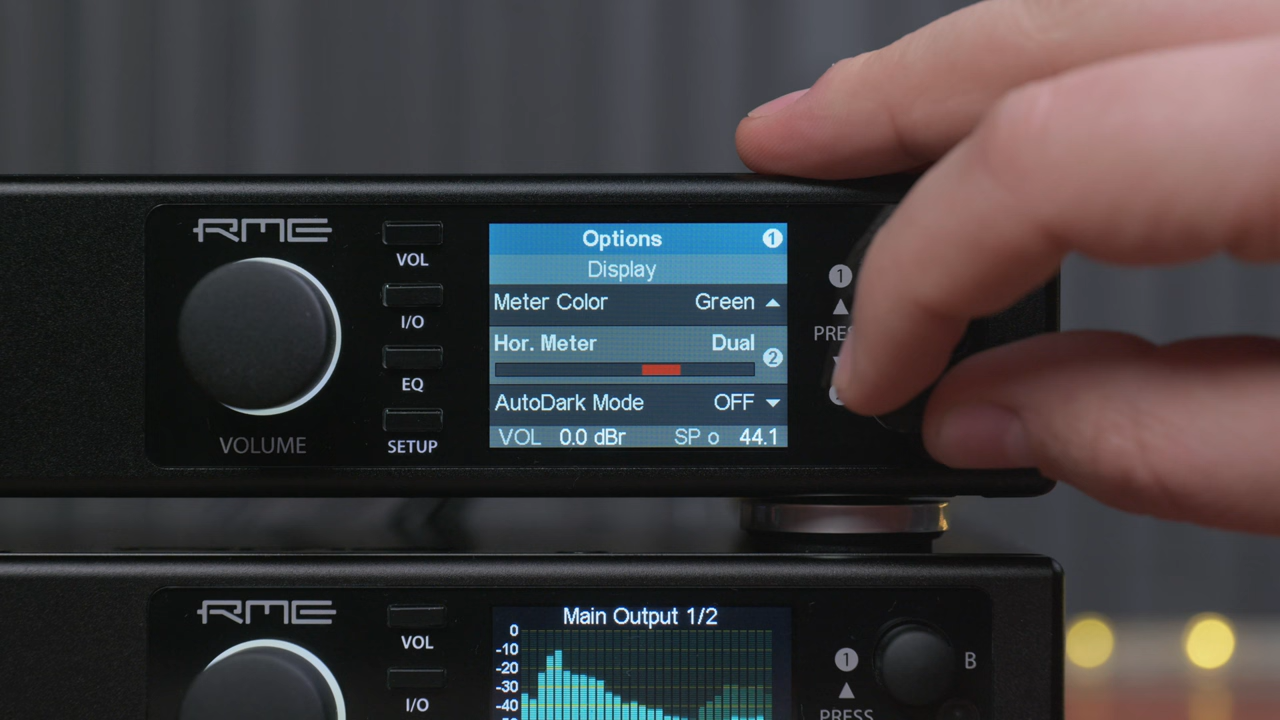 RME
VOL
I/O
EQ
SETUP
VOLUME
Options 1
Display
Meter Color Green
Hor. Meter Dual
2
AutoDark Mode OFF
VOL 0.0 dBr SP o 44.1
1
RME
VOL
I/O
Main Output 1/2
0
-10
-20
-30
-40
1
PRESS
B